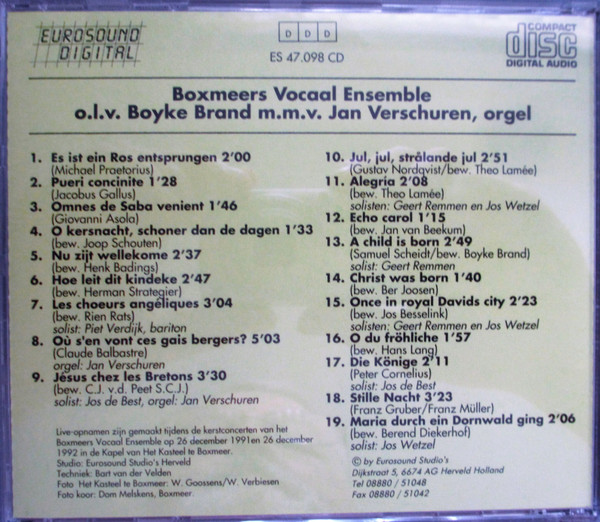 EUROSOUND
DIGITAL
D D D
ES 47.098 CD
COMPACT
disc
DIGITAL AUDIO
Boxmeers Vocaal Ensemble
o.l.v. Boyke Brand m.m.v. Jan Verschuren, orgel
1. Es ist ein Ros entsprungen 2'00
(Michael Praetorius)
2. Pueri concinite 1'28
(Jacobus Gallus)
3. Omnes de Saba venient 1'46
(Giovanni Asola)
4. O kersnacht, schoner dan de dagen 1'33
(bew. Joop Schouten)
5. Nu zijt wellekome 2'37
(bew. Henk Badings)
6. Hoe leit dit kindeke 2'47
(bew. Herman Strategier)
7. Les choeurs angéliques 3'04
(bew. Rien Rats)
solist: Piet Verdijk, bariton
8. Où s'en vont ces gais bergers? 5'03
(Claude Balbastre)
orgel: Jan Verschuren
9. Jésus chez les Bretons 3'30
(bew. C.J. v.d. Peet S.C.J.)
solist: Jos de Best, orgel: Jan Verschuren
Live-opnamen zijn gemaakt tijdens de kerstconcerten van het
Boxmeers Vocaal Ensemble op 26 december 1991en 26 december
1992 in de Kapel van Het Kasteel te Boxmeer.
Studio: Eurosound Studio's Herveld
Techniek: Bart van der Velden
Foto Het Kasteel te Boxmeer: W. Goossens/W. Verbiesen
Foto koor: Dom Melskens, Boxmeer.
10. Jul, jul, strålande jul 2'51
(Gustav Nordqvist/bew. Theo Lamée)
11. Alegria 2'08
(bew. Theo Lamée)
solisten: Geert Remmen en Jos Wetzel
12. Echo carol 1'15
(bew. Jan van Beekum)
13. A child is born 2'49
(Samuel Scheidt/bew. Boyke Brand)
solist: Geert Remmen
14. Christ was born 1'40
(bew. Ber Joosen)
15. Once in royal Davids city 2'23
(bew. Jos Besselink)
solisten: Geert Remmen en Jos Wetzel
16. O du fröhliche 1'57
(bew. Hans Lang)
17. Die Könige 2'11
(Peter Cornelius)
solist: Jos de Best
18. Stille Nacht 3'23
(Franz Gruber/Franz Müller)
19. Maria durch ein Dornwald ging 2'06
(bew. Berend Diekerhof)
solist: Jos Wetzel
© by Eurosound Studio's
Dijkstraat 5, 6674 AG Herveld Holland
Tel 08880 / 51048
Fax 08880 / 51042